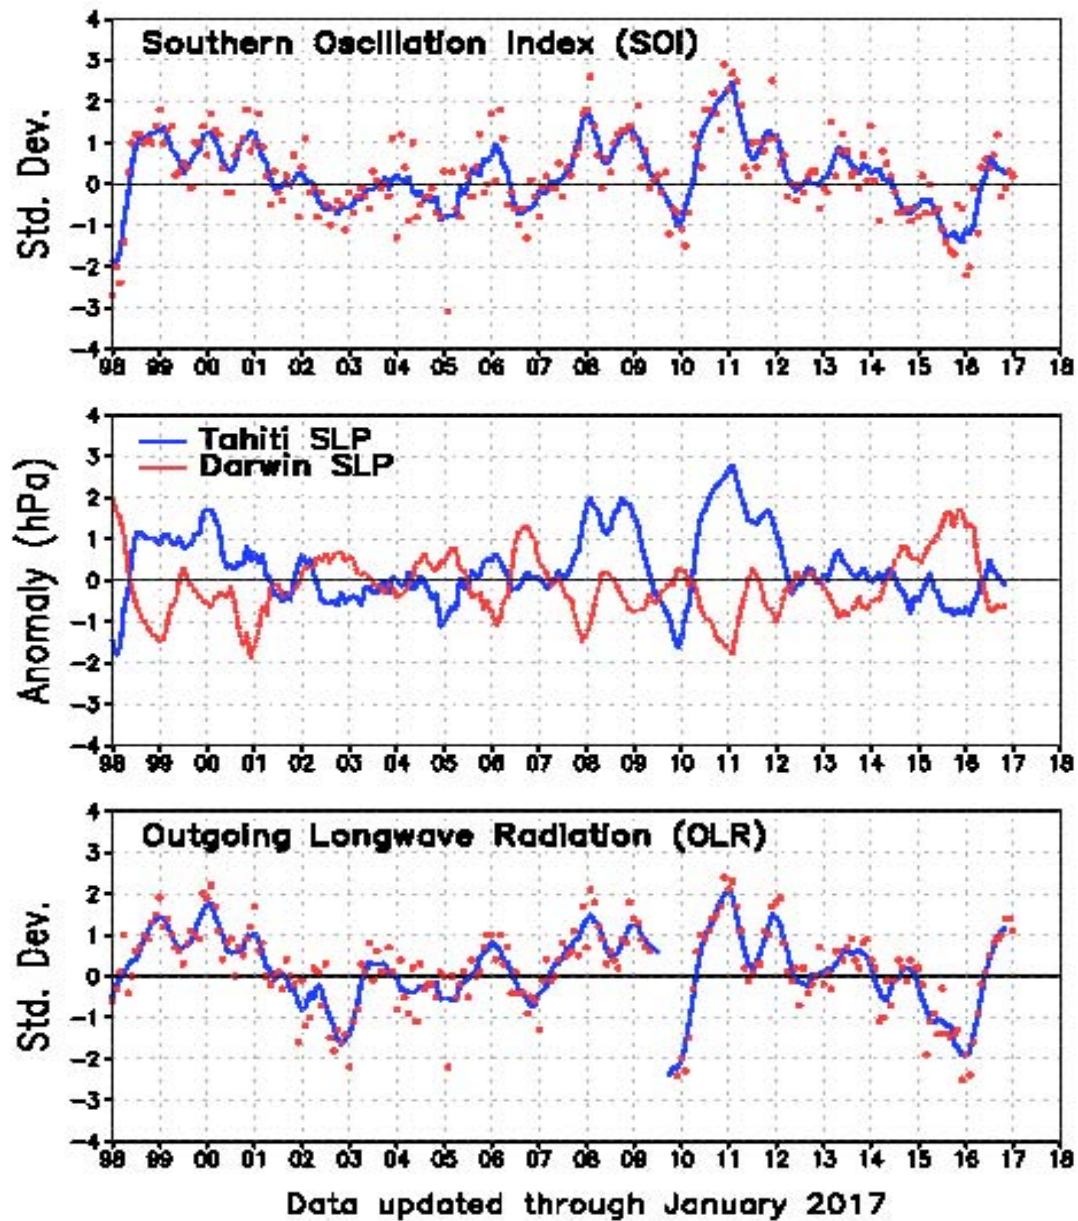 4
Southern Oscillation Index (SOI)
3
2
1
0
-1
-2
-3
-4
Std. Dev.
98 99 00 01 02 03 04 05 06 07 08 09 10 11 12 13 14 15 16 17 18
4
Tahiti SLP
3
Darwin SLP
2
1
0
-1
-2
-3
-4
Anomaly (hPa)
98 99 00 01 02 03 04 05 06 07 08 09 10 11 12 13 14 15 16 17 18
4
Outgoing Longwave Radiation (OLR)
3
2
1
0
-1
-2
-3
-4
Std. Dev.
98 99 00 01 02 03 04 05 06 07 08 09 10 11 12 13 14 15 16 17 18
Data updated through January 2017